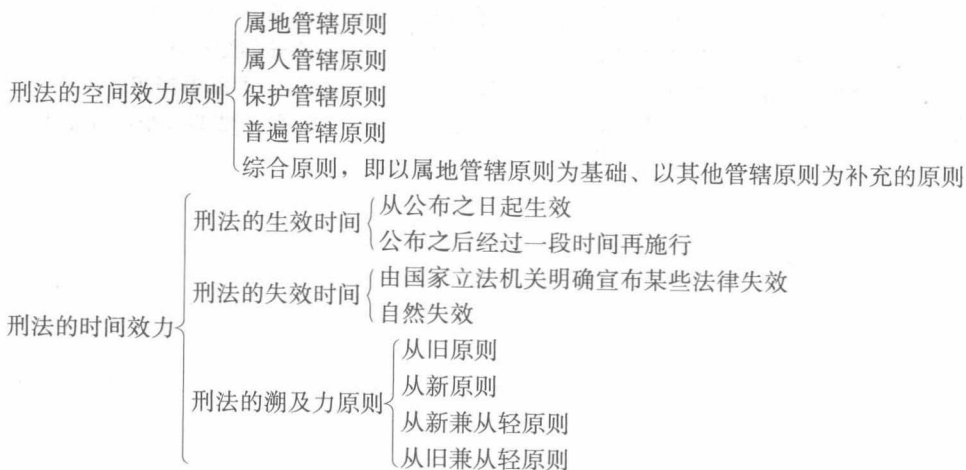 刑法的空间效力原则
属地管辖原则
属人管辖原则
保护管辖原则
普遍管辖原则
综合原则，即以属地管辖原则为基础、以其他管辖原则为补充的原则
刑法的时间效力
刑法的生效时间
从公布之日起生效
公布之后经过一段时间再施行
刑法的失效时间
由国家立法机关明确宣布某些法律失效
自然失效
刑法的溯及力原则
从旧原则
从新原则
从新兼从轻原则
从旧兼从轻原则